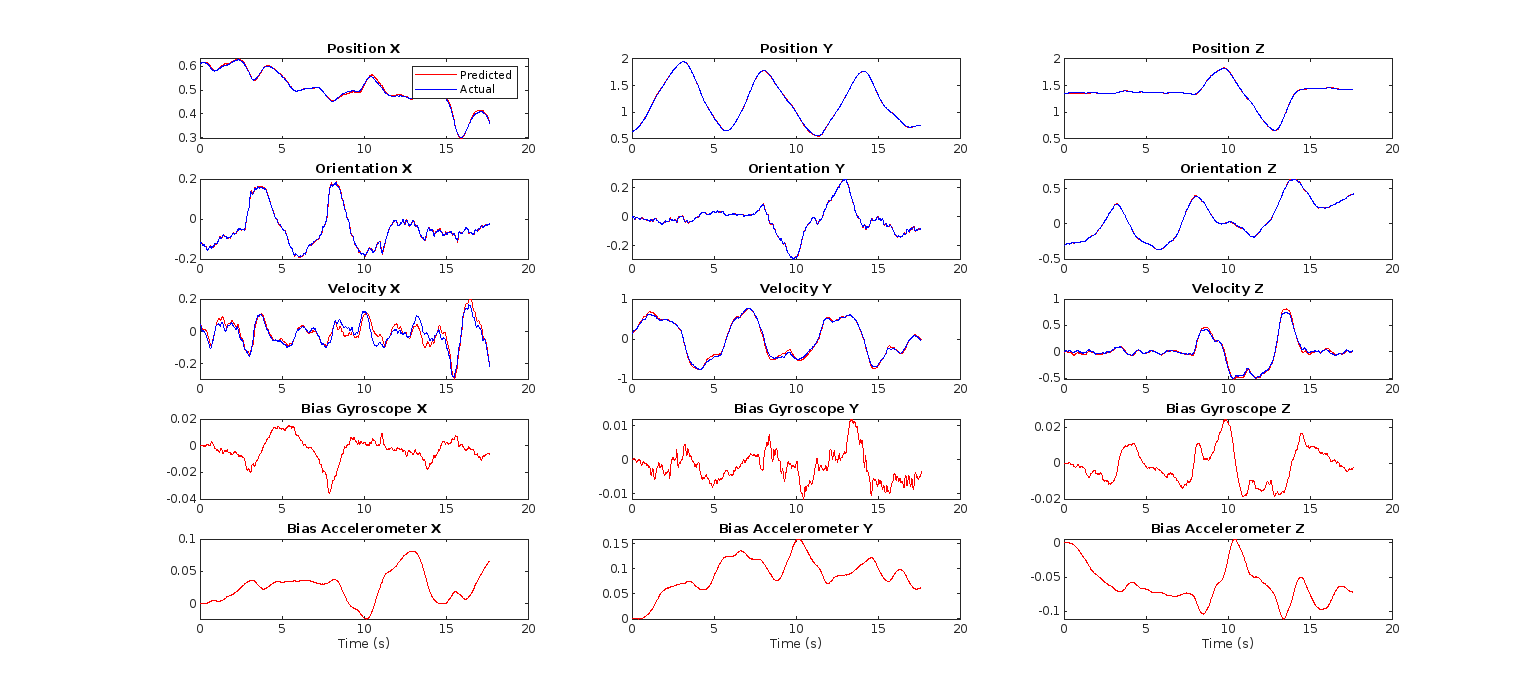 Position X
0.6
0.5
0.4
0.3
0 5 10 15 20
Predicted
Actual
Position Y
2
1.5
1
0.5
0 5 10 15 20
Position Z
2
1.5
1
0.5
0 5 10 15 20
Orientation X
0.2
0
-0.2
0 5 10 15 20
Orientation Y
0.2
0
-0.2
0 5 10 15 20
Orientation Z
0.5
0
-0.5
0 5 10 15 20
Velocity X
0.2
0
-0.2
0 5 10 15 20
Velocity Y
1
0
-1
0 5 10 15 20
Velocity Z
1
0.5
0
-0.5
0 5 10 15 20
Bias Gyroscope X
0.02
0
-0.02
-0.04
0 5 10 15 20
Bias Gyroscope Y
0.01
0
-0.01
0 5 10 15 20
Bias Gyroscope Z
0.02
0
-0.02
0 5 10 15 20
Bias Accelerometer X
0.1
0.05
0
0 5 10 15 20
Time (s)
Bias Accelerometer Y
0.15
0.1
0.05
0
0 5 10 15 20
Time (s)
Bias Accelerometer Z
0
-0.05
-0.1
0 5 10 15 20
Time (s)